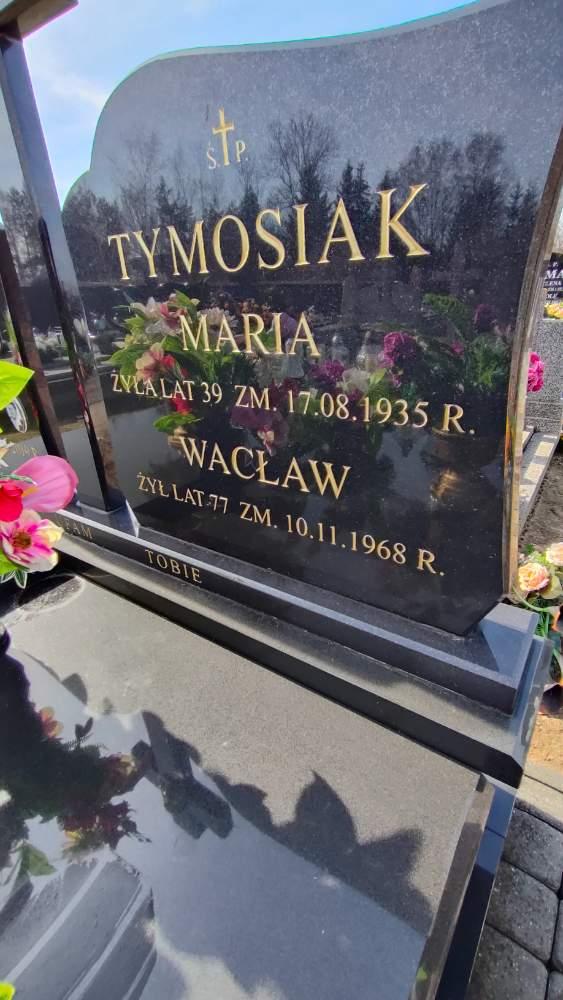 Ś.P.
TYMOSIAK
MARIA
ŻYŁA LAT 39 ZM. 17.08.1935 R.
WACŁAW
ŻYŁ LAT 77 ZM. 10.11.1968 R.
TOBIE